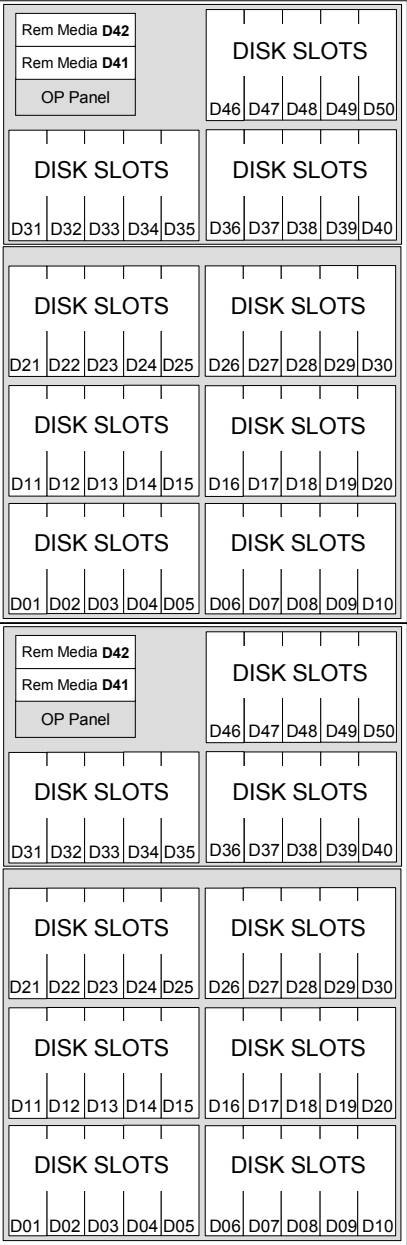 Rem Media D42
Rem Media D41
OP Panel
DISK SLOTS
D46 D47 D48 D49 D50
DISK SLOTS
D31 D32 D33 D34 D35
DISK SLOTS
D36 D37 D38 D39 D40
DISK SLOTS
D21 D22 D23 D24 D25
DISK SLOTS
D26 D27 D28 D29 D30
DISK SLOTS
D11 D12 D13 D14 D15
DISK SLOTS
D16 D17 D18 D19 D20
DISK SLOTS
D01 D02 D03 D04 D05
DISK SLOTS
D06 D07 D08 D09 D10
Rem Media D42
Rem Media D41
OP Panel
DISK SLOTS
D46 D47 D48 D49 D50
DISK SLOTS
D31 D32 D33 D34 D35
DISK SLOTS
D36 D37 D38 D39 D40
DISK SLOTS
D21 D22 D23 D24 D25
DISK SLOTS
D26 D27 D28 D29 D30
DISK SLOTS
D11 D12 D13 D14 D15
DISK SLOTS
D16 D17 D18 D19 D20
DISK SLOTS
D01 D02 D03 D04 D05
DISK SLOTS
D06 D07 D08 D09 D10